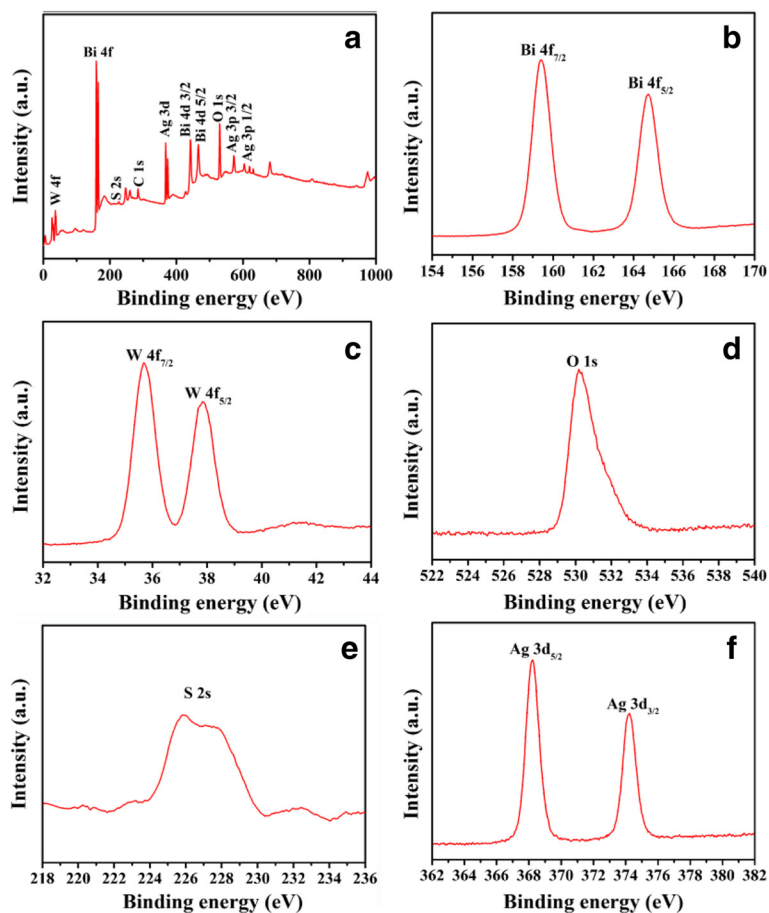 a
Intensity (a.u.)
Bi 4f
W 4f
S 2s
C 1s
Ag 3d
Bi 4d 3/2
Bi 4d 5/2
O 1s
Ag 3p 3/2
Ag 3p 1/2
0 200 400 600 800 1000
Binding energy (eV)
b
Intensity (a.u.)
Bi 4f7/2
Bi 4f5/2
154 156 158 160 162 164 166 168 170
Binding energy (eV)
c
Intensity (a.u.)
W 4f7/2
W 4f5/2
32 34 36 38 40 42 44
Binding energy (eV)
d
Intensity (a.u.)
O 1s
522 524 526 528 530 532 534 536 538 540
Binding energy (eV)
e
Intensity (a.u.)
S 2s
218 220 222 224 226 228 230 232 234 236
Binding energy (eV)
f
Intensity (a.u.)
Ag 3d5/2
Ag 3d3/2
362 364 366 368 370 372 374 376 378 380 382
Binding energy (eV)